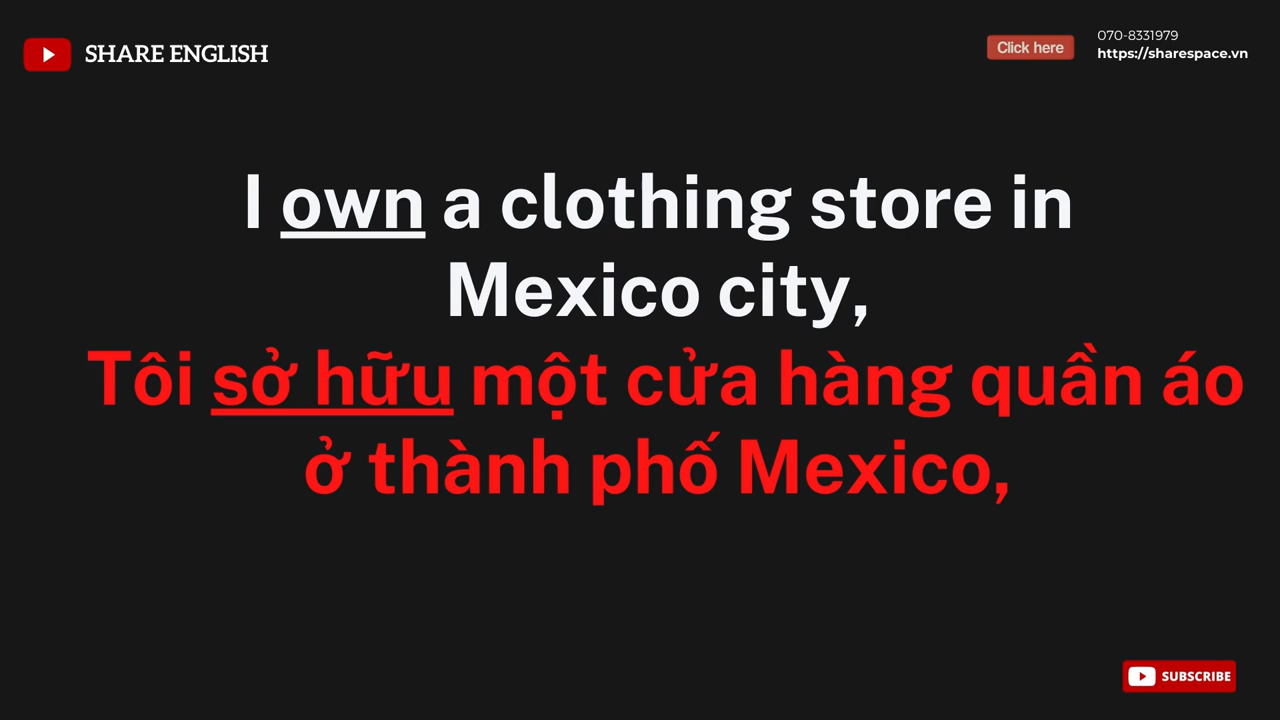 SHARE ENGLISH
Click here
070-8331979
https://sharespace.vn
I own a clothing store in
Mexico city,
Tôi sở hữu một cửa hàng quần áo
ở thành phố Mexico,
SUBSCRIBE